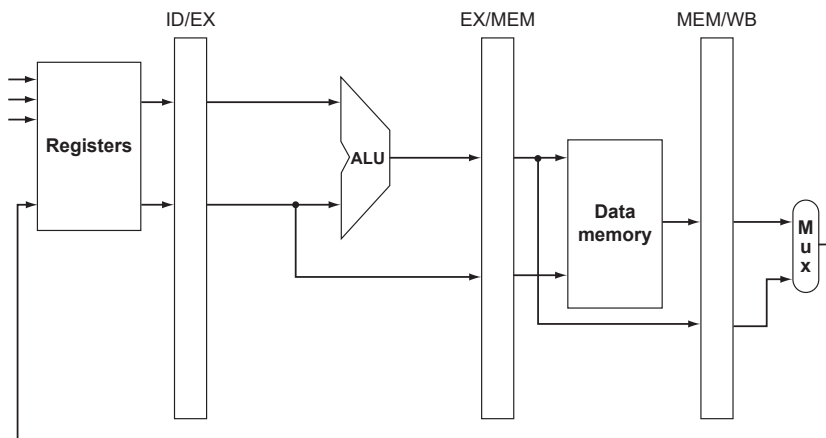 ID/EX
EX/MEM
MEM/WB
Registers
ALU
Data
memory
M
u
x